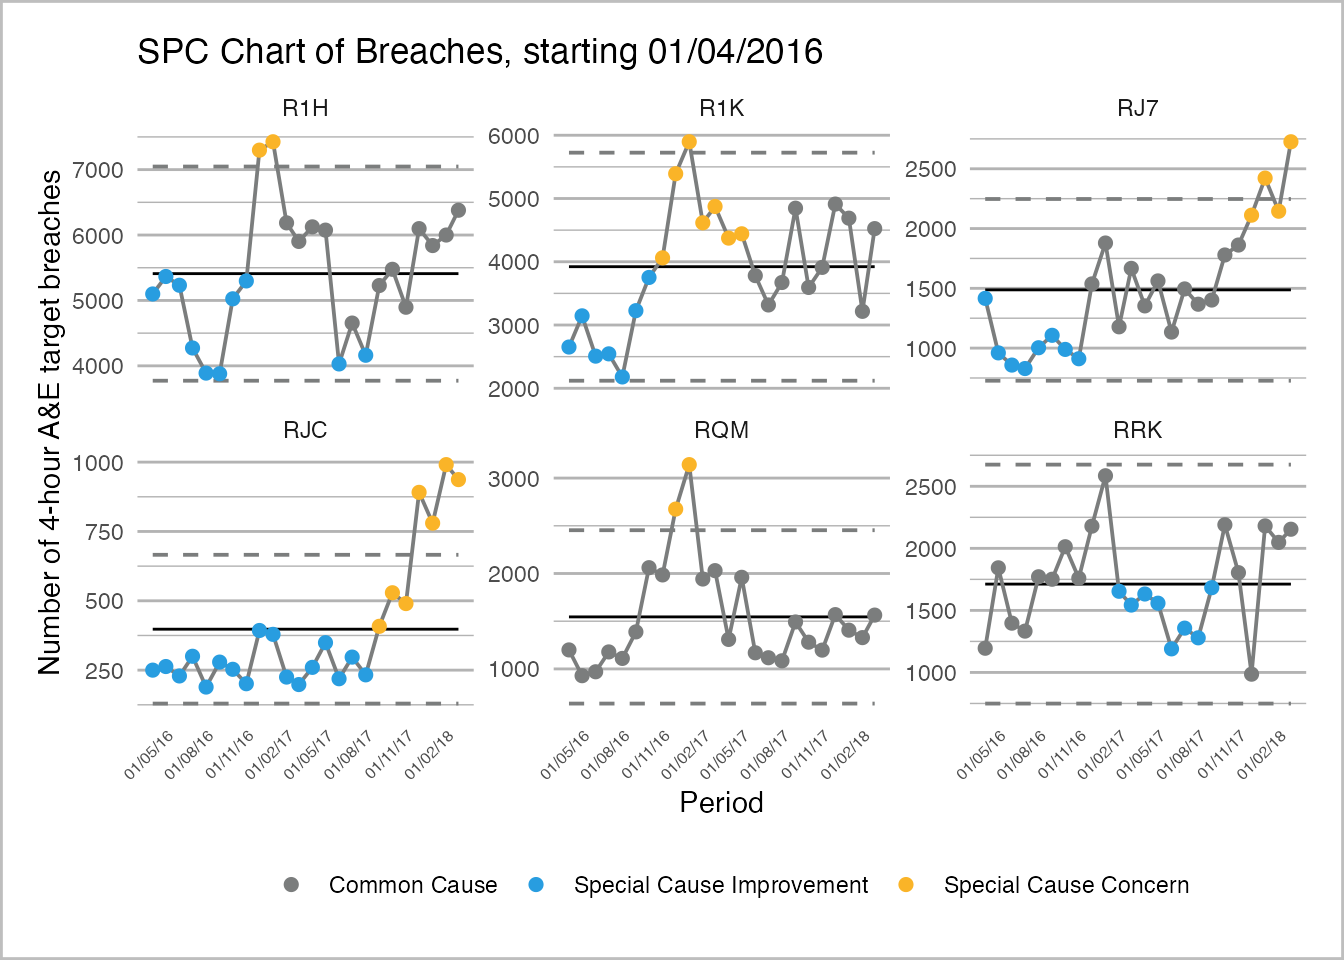 SPC Chart of Breaches, starting 01/04/2016
R1H
R1K
RJ7
Number of 4-hour A&E target breaches
7000
6000
5000
4000
6000
5000
4000
3000
2000
2500
2000
1500
1000
RJC
RQM
RRK
1000
750
500
250
3000
2000
1000
2500
2000
1500
1000
01/05/16 01/08/16 01/11/16 01/02/17 01/05/17 01/08/17 01/11/17 01/02/18
01/05/16 01/08/16 01/11/16 01/02/17 01/05/17 01/08/17 01/11/17 01/02/18
01/05/16 01/08/16 01/11/16 01/02/17 01/05/17 01/08/17 01/11/17 01/02/18
Period
Common Cause Special Cause Improvement Special Cause Concern